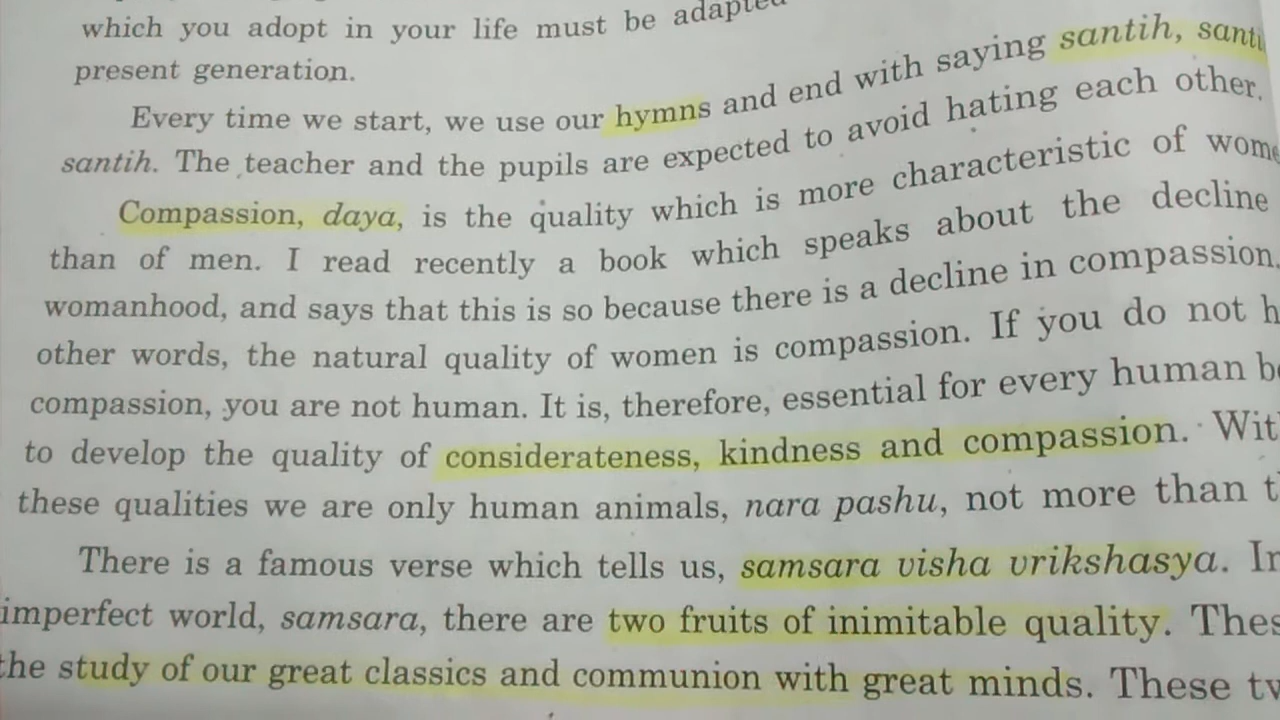 which you adopt in your life must be adapted
present generation.
Every time we start, we use our hymns and end with saying santih, santi
santih. The teacher and the pupils are expected to avoid hating each other.
Compassion, daya, is the quality which is more characteristic of wome
than of men. I read recently a book which speaks about the decline
womanhood, and says that this is so because there is a decline in compassion.
other words, the natural quality of women is compassion. If you do not h
compassion, you are not human. It is, therefore, essential for every human be
to develop the quality of considerateness, kindness and compassion. Wit
these qualities we are only human animals, nara pashu, not more than t
There is a famous verse which tells us, samsara visha vrikshasya. In
imperfect world, samsara, there are two fruits of inimitable quality. Thes
the study of our great classics and communion with great minds. These tw